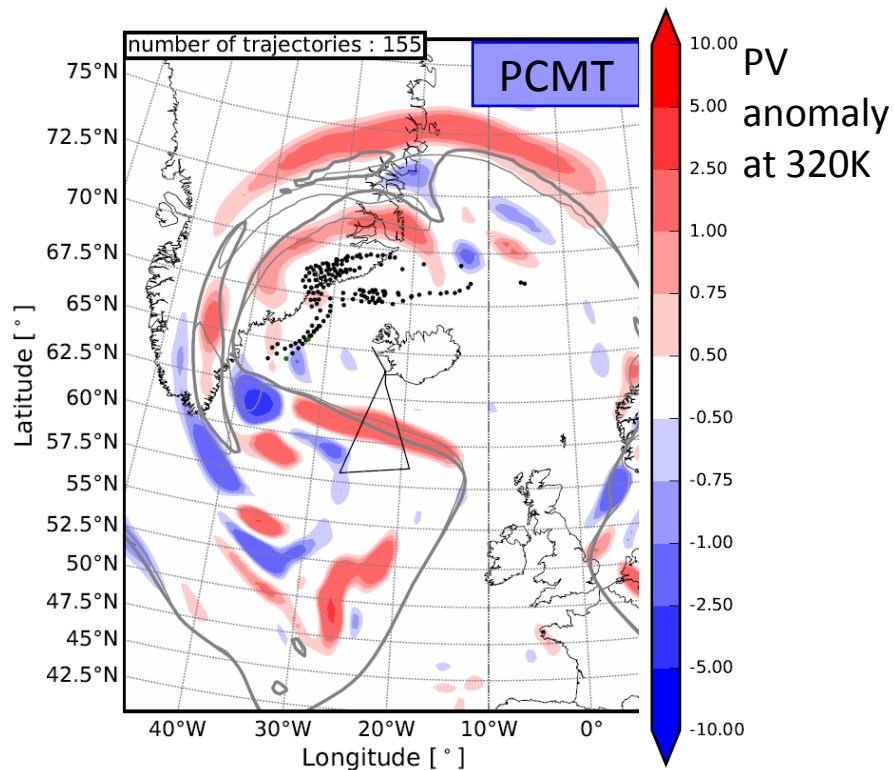 number of trajectories : 155
PCMT
PV
anomaly
at 320K
10.00
5.00
2.50
1.00
0.75
0.50
-0.50
-0.75
-1.00
-2.50
-5.00
-10.00
75°N
72.5°N
70°N
67.5°N
65°N
62.5°N
60°N
57.5°N
55°N
52.5°N
50°N
47.5°N
45°N
42.5°N
Latitude [°]
40°W 30°W 20°W 10°W 0°
Longitude [°]